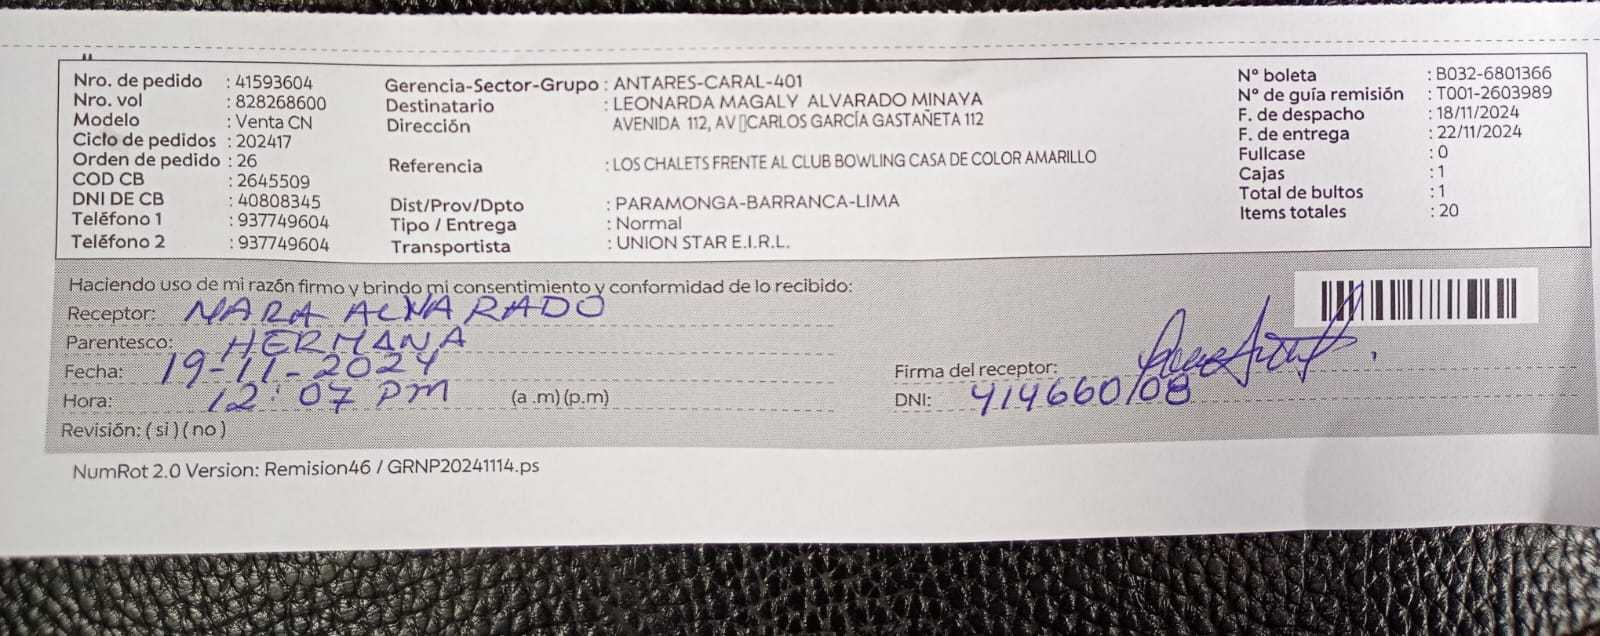 Nro. de pedido : 41593604
Nro. vol : 828268600
Modelo : Venta CN
Ciclo de pedidos : 202417
Orden de pedido : 26
COD CB : 2645509
DNI DE CB : 40808345
Teléfono 1 : 937749604
Teléfono 2 : 937749604
Gerencia-Sector-Grupo : ANTARES-CARAL-401
Destinatario : LEONARDA MAGALY ALVARADO MINAYA
Dirección AVENIDA 112, AV CARLOS GARCÍA GASTAÑETA 112
Referencia : LOS CHALETS FRENTE AL CLUB BOWLING CASA DE COLOR AMARILLO
Dist/Prov/Dpto : PARAMONGA-BARRANCA-LIMA
Tipo / Entrega : Normal
Transportista : UNION STAR E.I.R.L.
N° boleta : B032-6801366
N° de guía remisión : T001-2603989
F. de despacho : 18/11/2024
F. de entrega : 22/11/2024
Fullcase : 0
Cajas : 1
Total de bultos : 1
Items totales : 20
Haciendo uso de mi razón firmo y brindo mi consentimiento y conformidad de lo recibido:
Receptor: NARA ALVARADO
Parentesco: HERMANA
Fecha: 19-11-2024
Hora: 12:07 PM (a .m) (p.m)
Revisión: ( si ) ( no )
Firma del receptor:
DNI: 414660108
NumRot 2.0 Version: Remision46 / GRNP20241114.ps